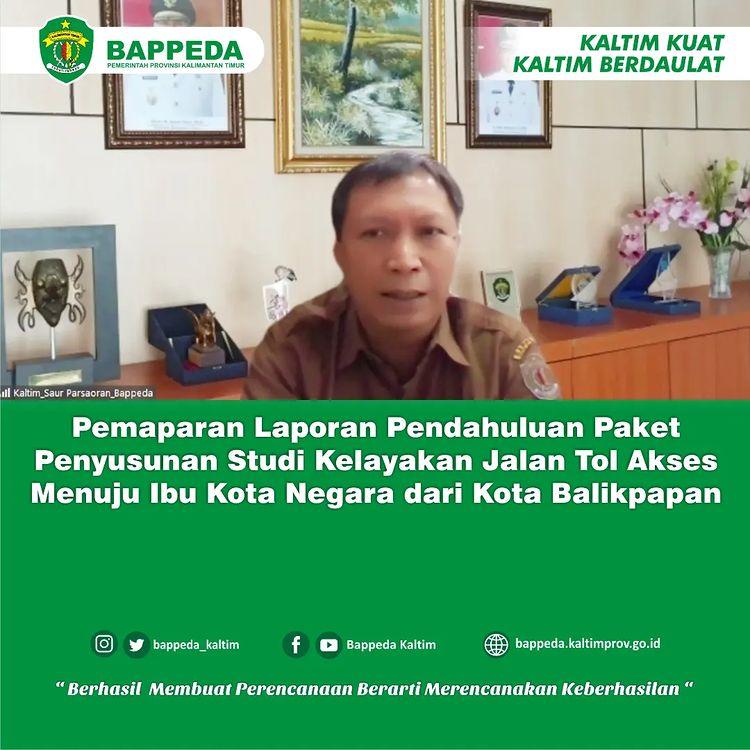 BAPPEDA
PEMERINTAH PROVINSI KALIMANTAN TIMUR
KALTIM KUAT
KALTIM BERDAULAT
Kaltim_Saur Parsaoran_Bappeda
Pemaparan Laporan Pendahuluan Paket
Penyusunan Studi Kelayakan Jalan Tol Akses
Menuju Ibu Kota Negara dari Kota Balikpapan
bappeda_kaltim
Bappeda Kaltim
bappeda.kaltimprov.go.id
“ Berhasil Membuat Perencanaan Berarti Merencanakan Keberhasilan “